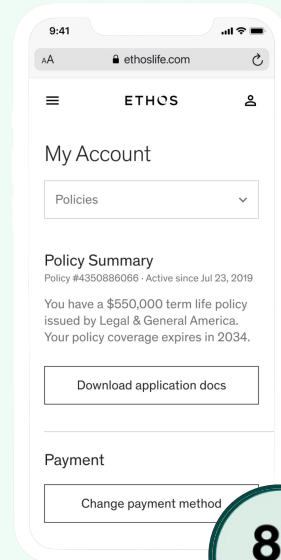 9:41
AA ethoslife.com
ETHOS
My Account
Policies
Policy Summary
Policy #4350886066 · Active since Jul 23, 2019
You have a $550,000 term life policy
issued by Legal & General America.
Your policy coverage expires in 2034.
Download application docs
Payment
Change payment method
8